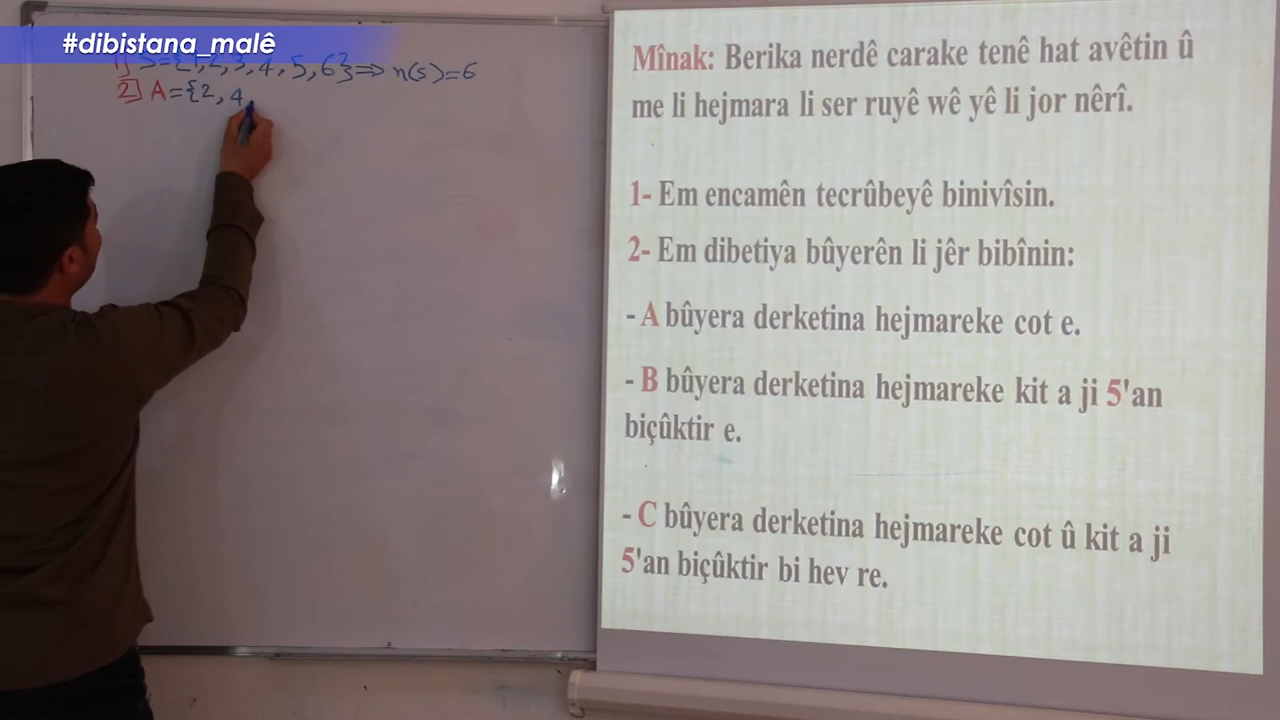 #dibistana_malê
1] S={1,2,3,4,5,6}⇒n(s)=6
2] A={2,4,
Mînak: Berika nerdê carake tenê hat avêtin û
me li hejmara li ser ruyê wê yê li jor nêrî.
1- Em encamên tecrûbeyê binivîsin.
2- Em dibetiya bûyerên li jêr bibînin:
- A bûyera derketina hejmareke cot e.
- B bûyera derketina hejmareke kit a ji 5'an
biçûktir e.
- C bûyera derketina hejmareke cot û kit a ji
5'an biçûktir bi hev re.